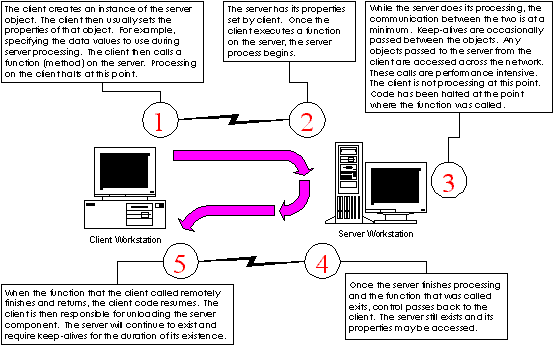 The client creates an instance of the server
object. The client then usually sets the
properties of that object. For example,
specifying the data values to use during
server processing. The client then calls a
function (method) on the server. Processing
on the client halts at this point.
The server has its properties
set by client. Once the
client executes a function
on the server, the server
process begins.
While the server does its processing, the
communication between the two is at a
minimum. Keep-alives are occasionally
passed between the objects. Any
objects passed to the server from the
client are accessed across the network.
These calls are performance intensive.
The client is not processing at this point.
Code has been halted at the point
where the function was called.
1
2
3
Client Workstation
Server Workstation
5
4
When the function that the client called remotely
finishes and returns, the client code resumes. The
client is then responsible for unloading the server
component. The server will continue to exist and
require keep-alives for the duration of its existence.
Once the server finishes processing
and the function that was called
exits, control passes back to the
client. The server still exists and its
properties may be accessed.